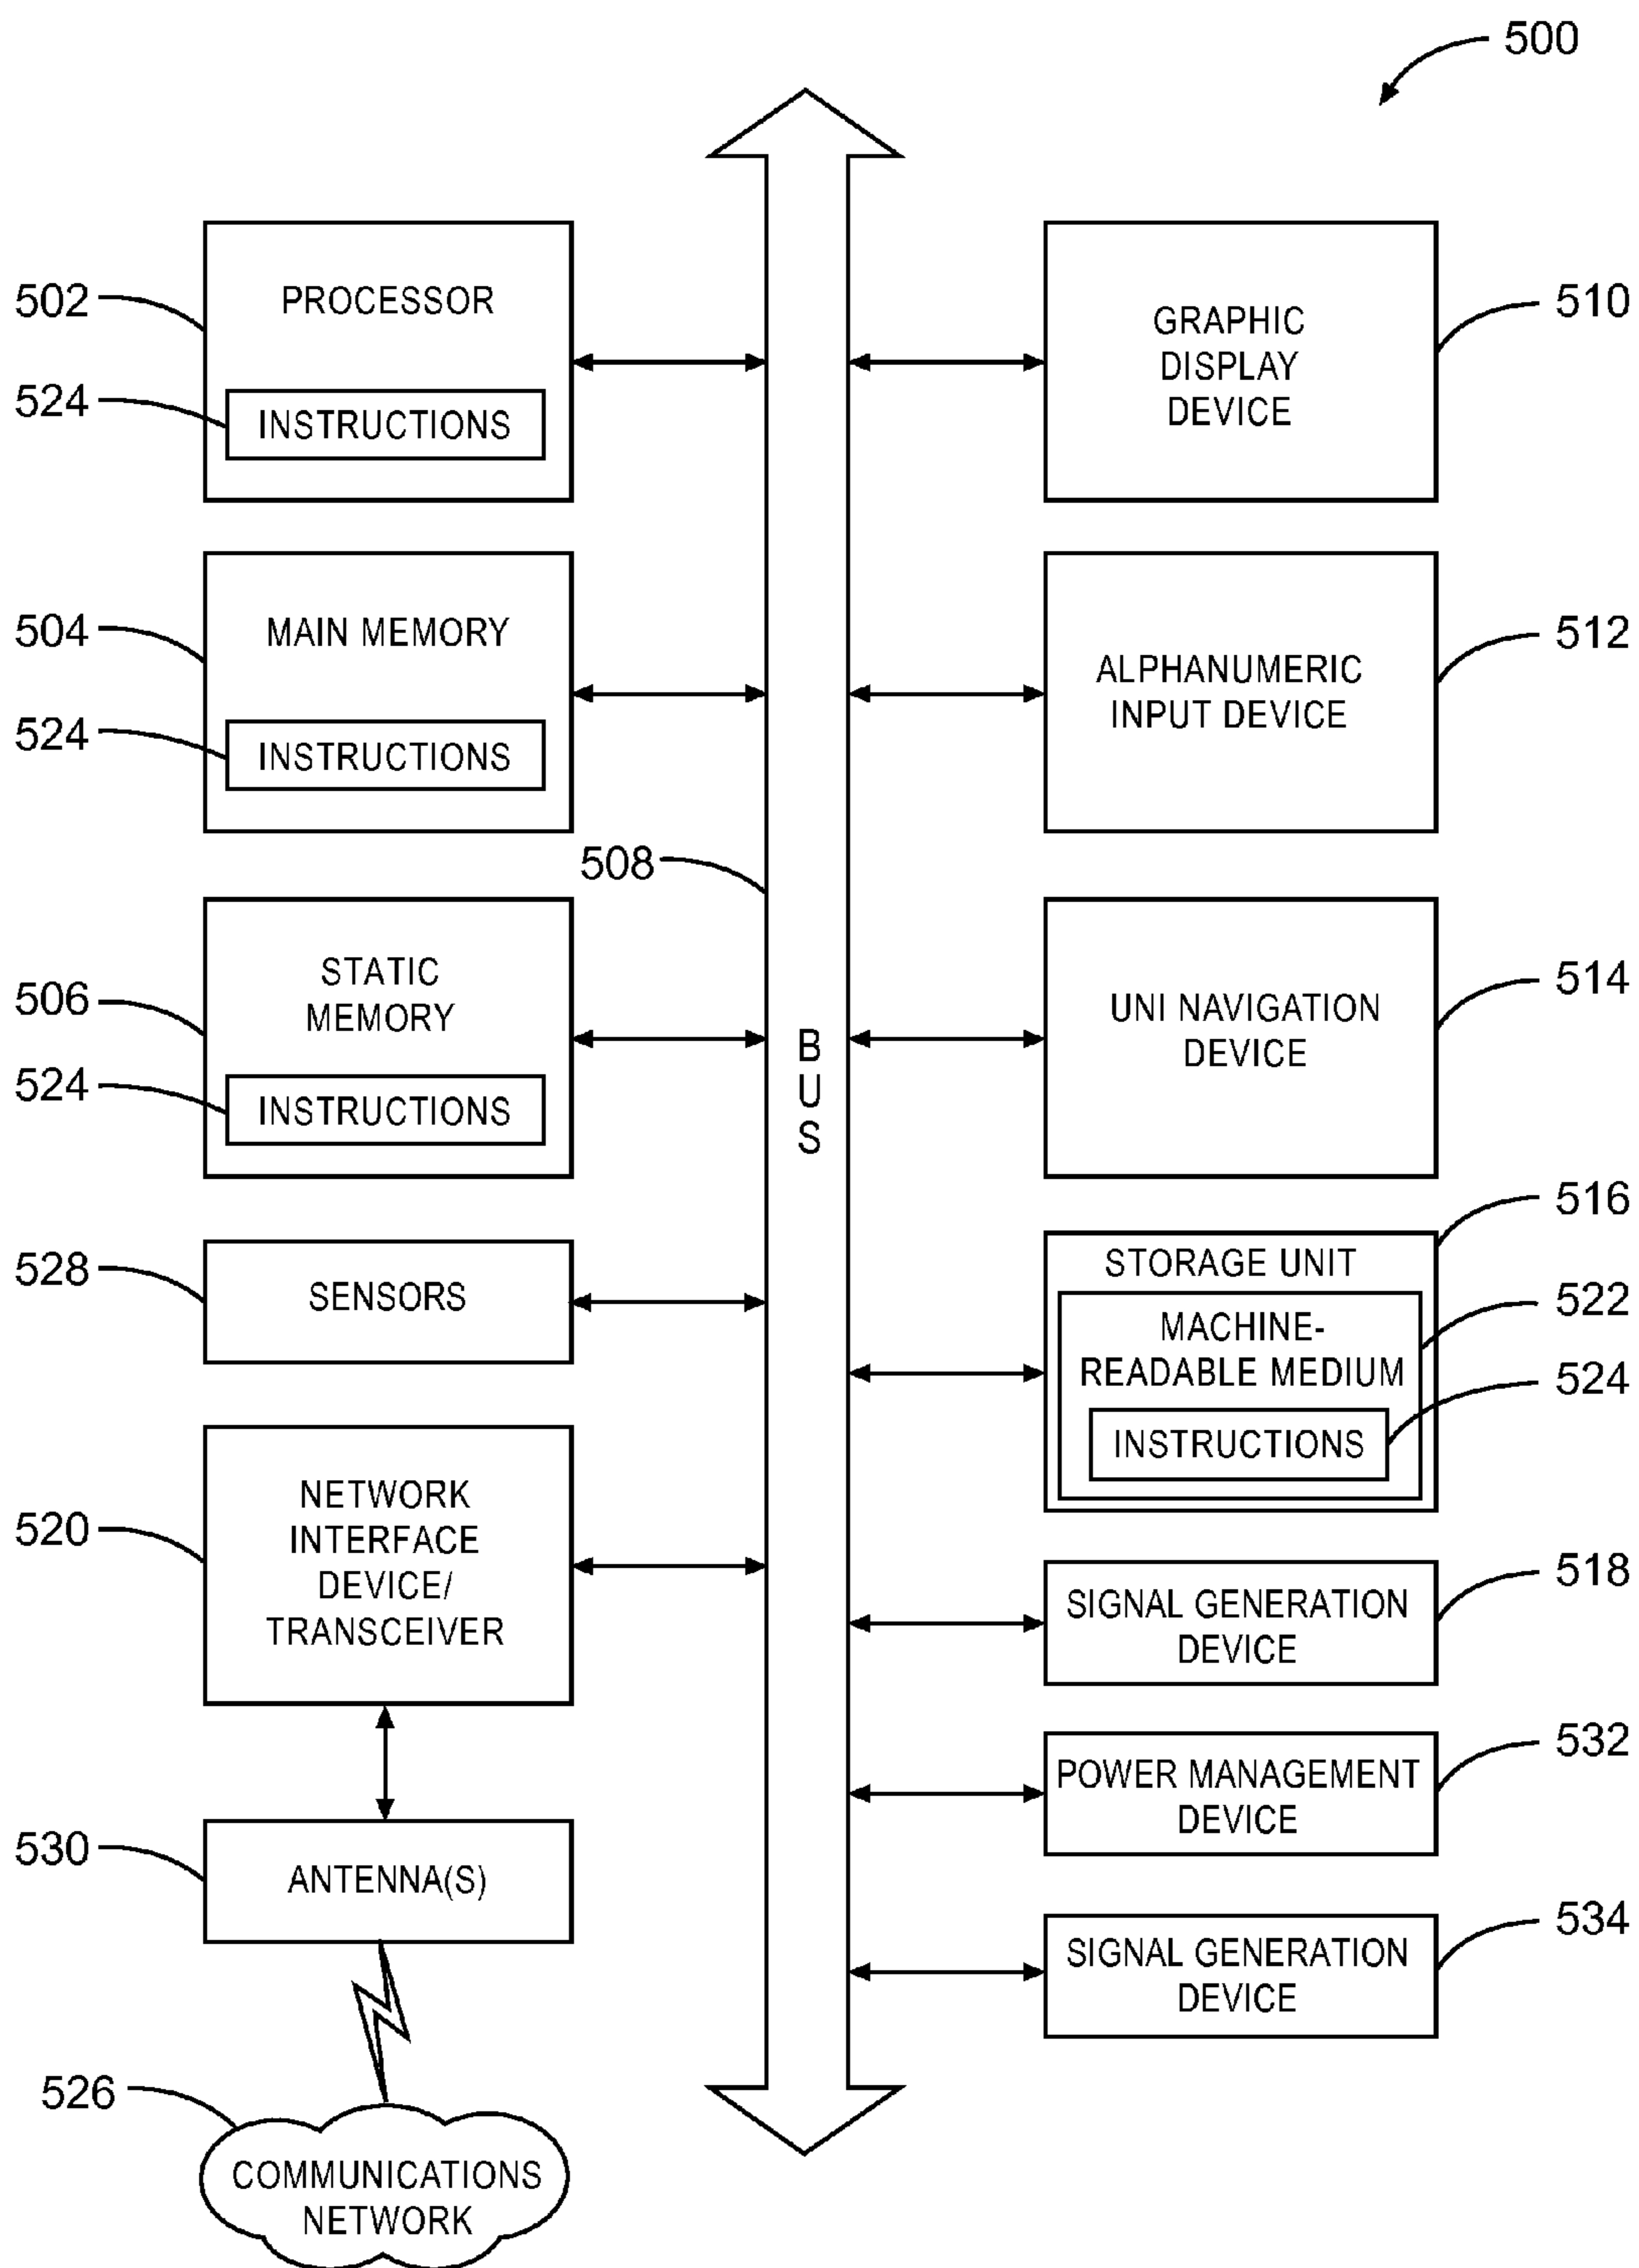 500
502
PROCESSOR
524
INSTRUCTIONS
504
MAIN MEMORY
524
INSTRUCTIONS
508
506
STATIC
MEMORY
524
INSTRUCTIONS
528
SENSORS
520
NETWORK
INTERFACE
DEVICE/
TRANSCEIVER
530
ANTENNA(S)
526
COMMUNICATIONS
NETWORK
B
U
S
510
GRAPHIC
DISPLAY
DEVICE
512
ALPHANUMERIC
INPUT DEVICE
514
UNI NAVIGATION
DEVICE
516
STORAGE UNIT
522
MACHINE-
READABLE MEDIUM
524
INSTRUCTIONS
518
SIGNAL GENERATION
DEVICE
532
POWER MANAGEMENT
DEVICE
534
SIGNAL GENERATION
DEVICE